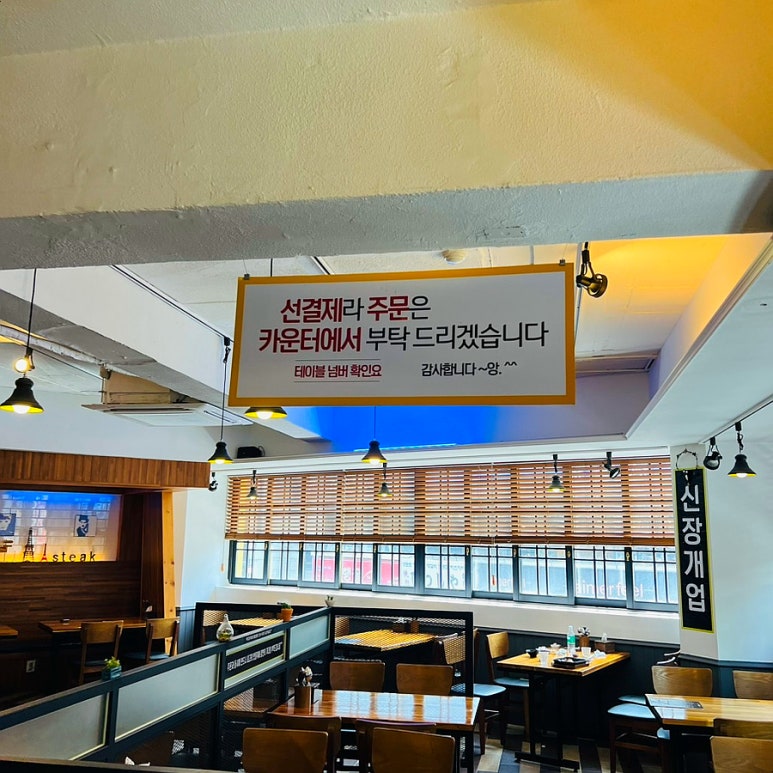 선결제라 주문은
카운터에서 부탁 드리겠습니다
테이블 넘버 확인요
감사합니다~앙. ^^
steak
신장개업